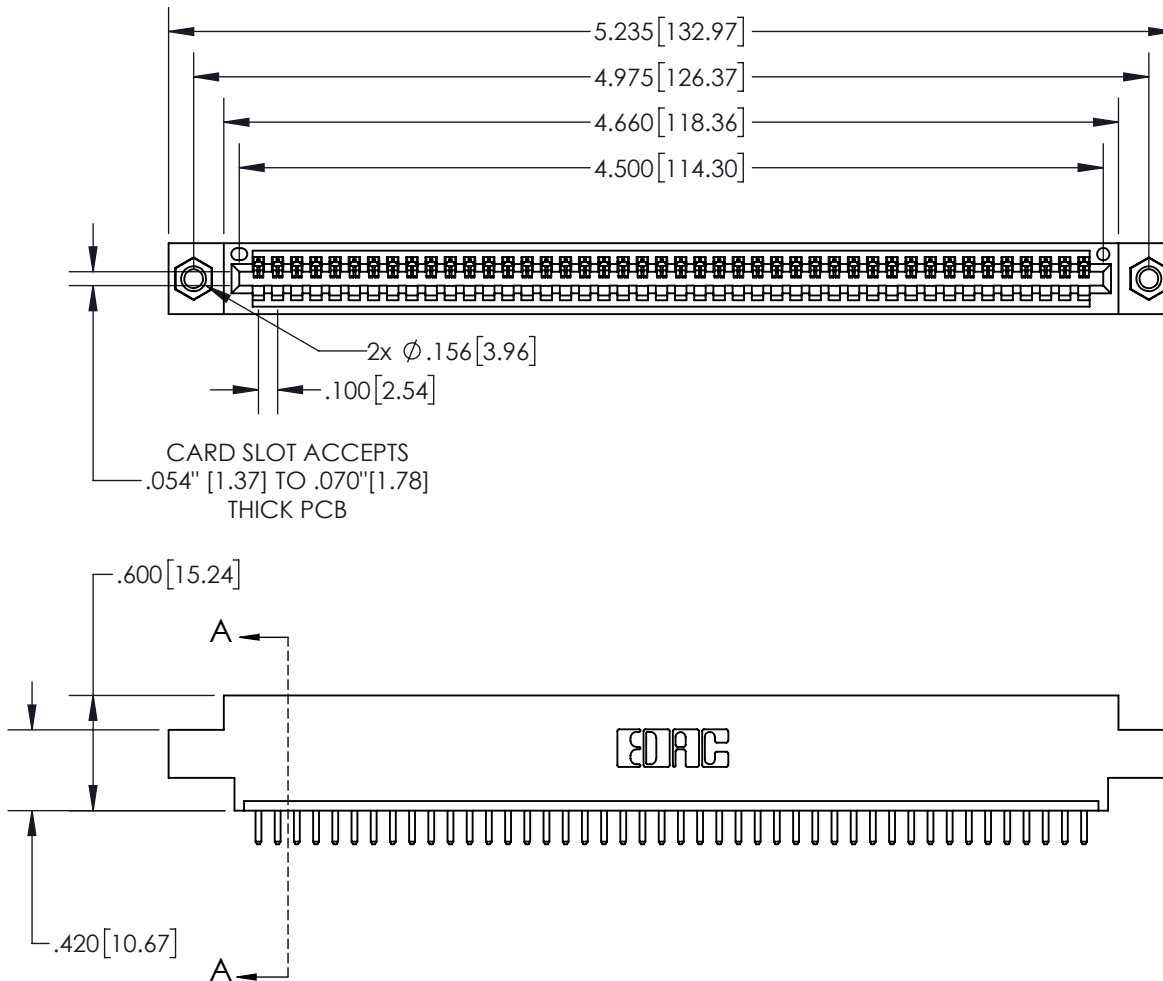 5.235[132.97]
4.975[126.37]
4.660[118.36]
4.500[114.30]
2x Ø.156[3.96]
.100[2.54]
CARD SLOT ACCEPTS
.054" [1.37] TO .070"[1.78]
THICK PCB
.600[15.24]
A
EDAC
.420[10.67]
A